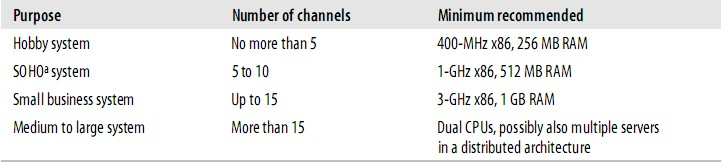 Purpose Number of channels Minimum recommended
Hobby system No more than 5 400-MHz x86, 256 MB RAM
SOHOa system 5 to 10 1-GHz x86, 512 MB RAM
Small business system Up to 15 3-GHz x86, 1 GB RAM
Medium to large system More than 15 Dual CPUs, possibly also multiple servers
in a distributed architecture